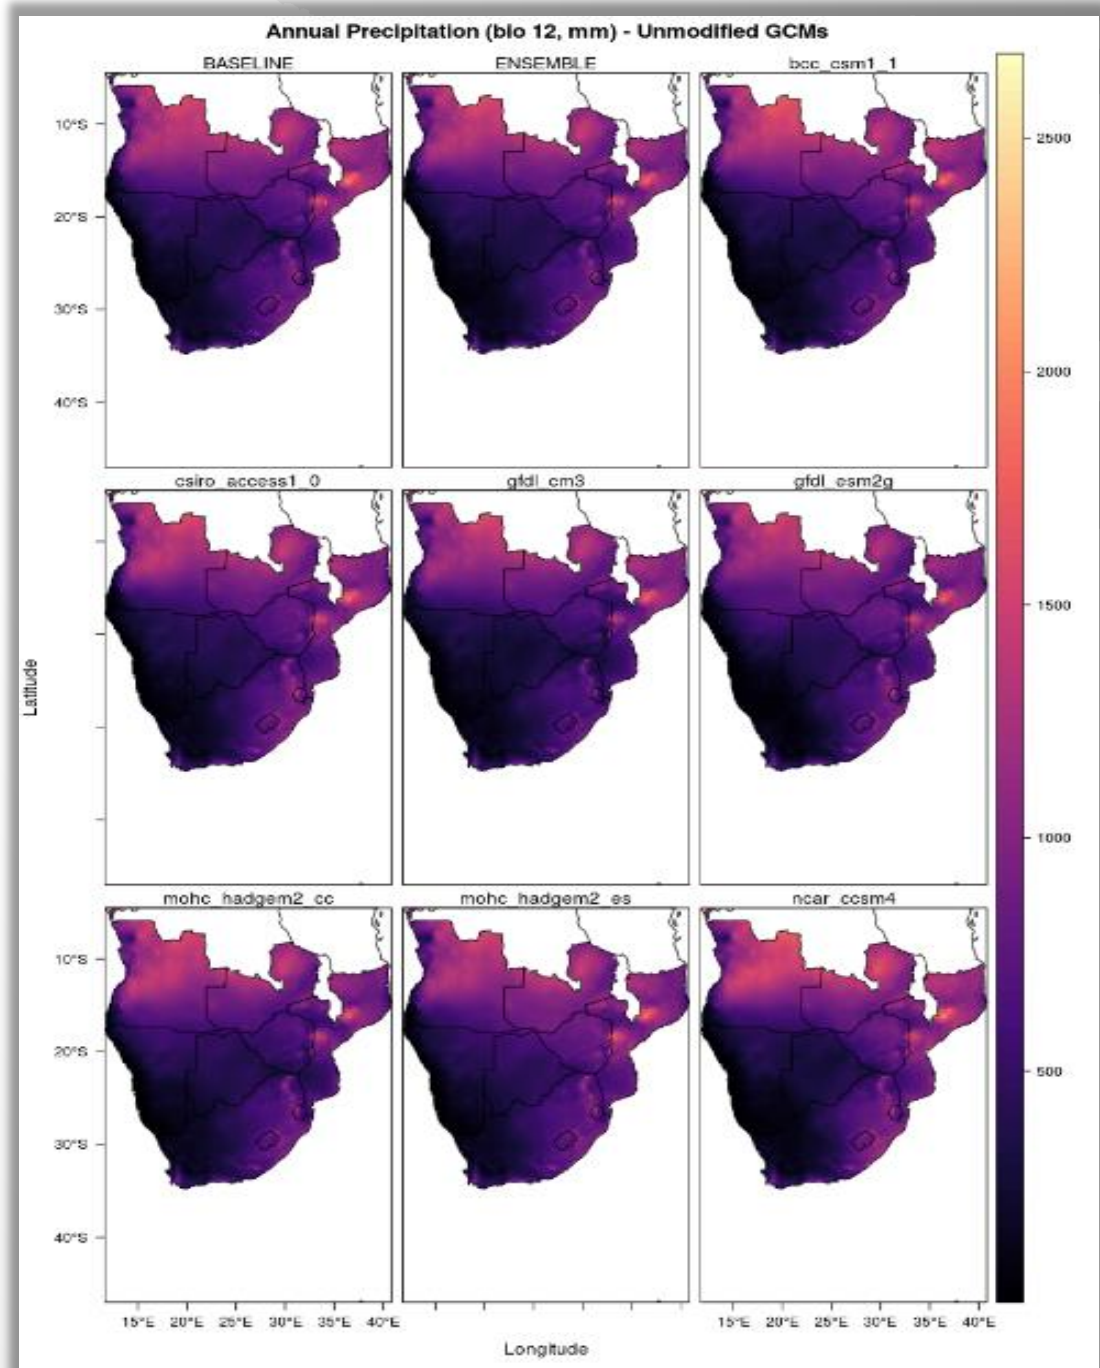 Annual Precipitation (bio 12, mm) - Unmodified GCMs
BASELINE ENSEMBLE bcc_csm1_1
10°S
20°S
30°S
40°S
2500
2000
1500
1000
500
csiro_access1_0 gfdl_cm3 gfdl_esm2g
Latitude
mohc_hadgem2_cc mohc_hadgem2_es ncar_ccsm4
10°S
20°S
30°S
40°S
15°E 20°E 25°E 30°E 35°E 40°E 15°E 20°E 25°E 30°E 35°E 40°E
Longitude